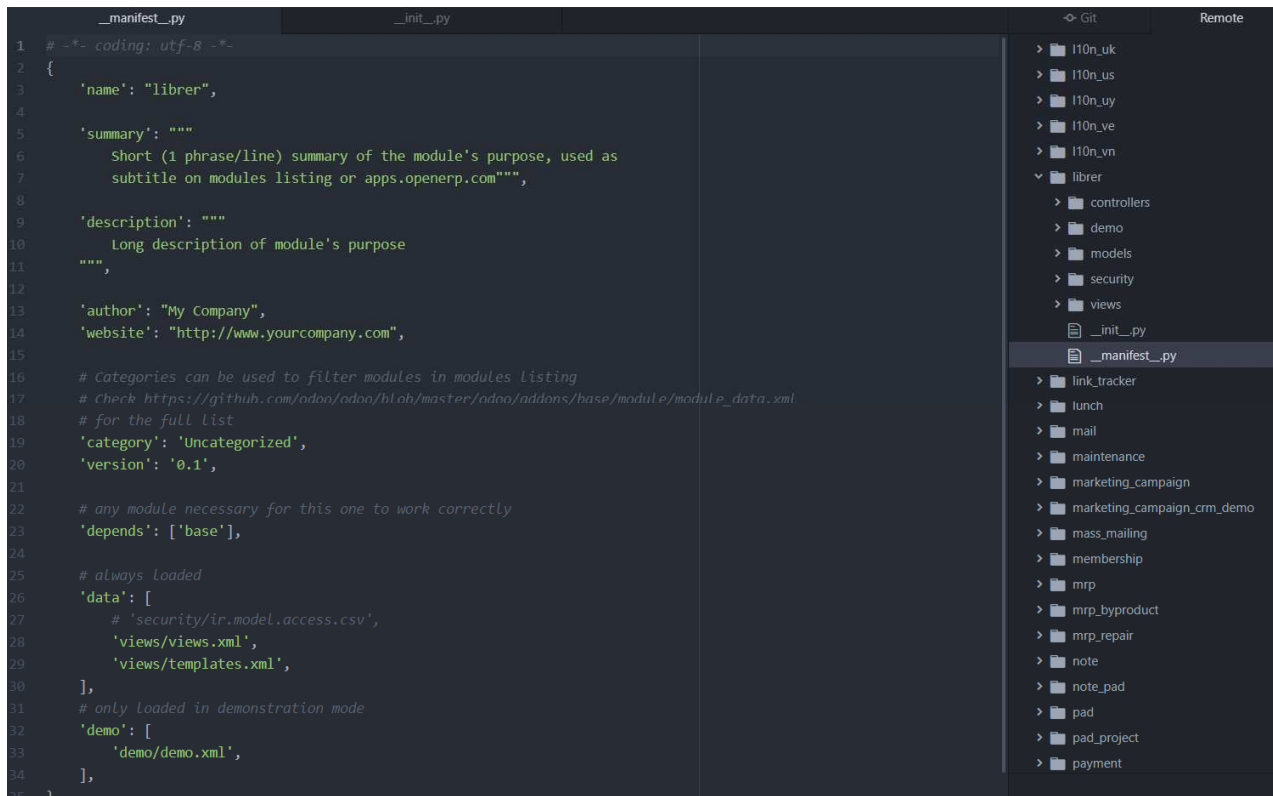 __manifest__.py
__init__.py
Git
Remote
1 # -*- coding: utf-8 -*-
2 {
3 'name': "librer",
4
5 'summary': """
6 Short (1 phrase/line) summary of the module's purpose, used as
7 subtitle on modules listing or apps.openerp.com""",
8
9 'description': """
10 Long description of module's purpose
11 """,
12
13 'author': "My Company",
14 'website': "http://www.yourcompany.com",
15
16 # Categories can be used to filter modules in modules listing
17 # Check https://github.com/odoo/odoo/blob/master/odoo/addons/base/module/module_data.xml
18 # for the full list
19 'category': 'Uncategorized',
20 'version': '0.1',
21
22 # any module necessary for this one to work correctly
23 'depends': ['base'],
24
25 # always loaded
26 'data': [
27 # 'security/ir.model.access.csv',
28 'views/views.xml',
29 'views/templates.xml',
30 ],
31 # only loaded in demonstration mode
32 'demo': [
33 'demo/demo.xml',
34 ],
35 }
l10n_uk
l10n_us
l10n_uy
l10n_ve
l10n_vn
librer
controllers
demo
models
security
views
__init__.py
__manifest__.py
link_tracker
lunch
mail
maintenance
marketing_campaign
marketing_campaign_crm_demo
mass_mailing
membership
mrp
mrp_byproduct
mrp_repair
note
note_pad
pad
pad_project
payment